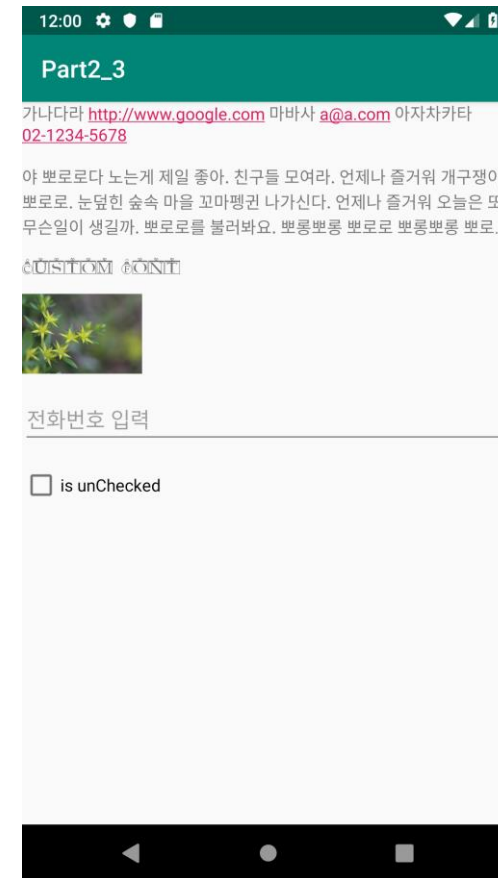 12:00
Part2_3
가나다라 http://www.google.com 마바사 a@a.com 아자차카타
02-1234-5678
야 뽀로로다 노는게 제일 좋아. 친구들 모여라. 언제나 즐거워 개구쟁이
뽀로로. 눈덮힌 숲속 마을 꼬마펭귄 나가신다. 언제나 즐거워 오늘은 또
무슨일이 생길까. 뽀로로를 불러봐요. 뽀롱뽀롱 뽀로로 뽀롱뽀롱 뽀로.
CUSTOM FONT
전화번호 입력
is unChecked